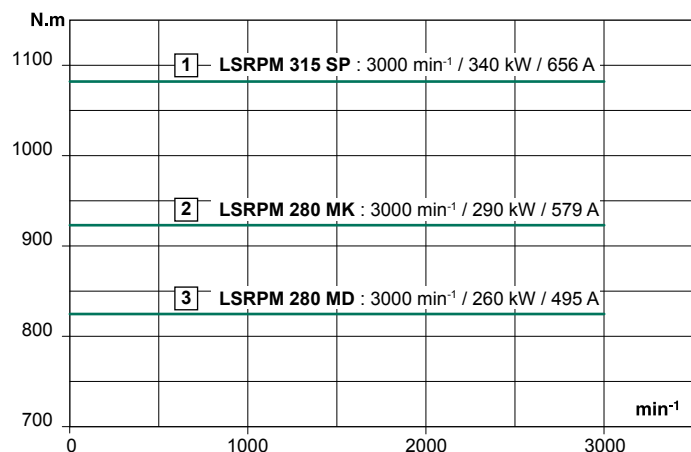 N.m
1100
1 LSRPM 315 SP : 3000 min⁻¹ / 340 kW / 656 A
1000
2 LSRPM 280 MK : 3000 min⁻¹ / 290 kW / 579 A
900
3 LSRPM 280 MD : 3000 min⁻¹ / 260 kW / 495 A
800
700
min⁻¹
0 1000 2000 3000